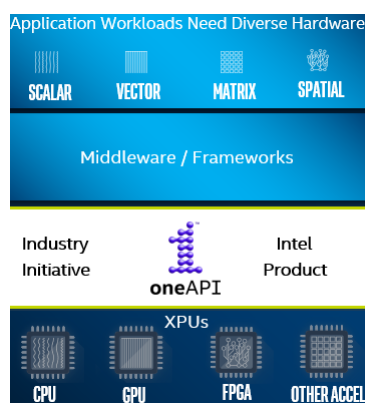 Application Workloads Need Diverse Hardware
SCALAR VECTOR MATRIX SPATIAL
Middleware / Frameworks
Industry Initiative
oneAPI
Intel Product
XPUs
CPU GPU FPGA OTHER ACCEL